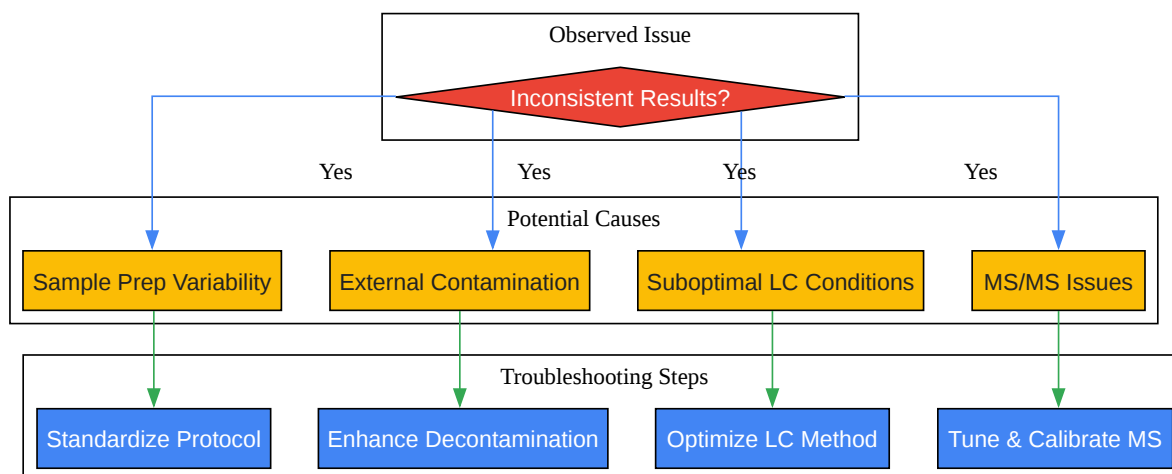 Observed Issue
Inconsistent Results?
Yes
Yes
Yes
Yes
Potential Causes
Sample Prep Variability
External Contamination
Suboptimal LC Conditions
MS/MS Issues
Troubleshooting Steps
Standardize Protocol
Enhance Decontamination
Optimize LC Method
Tune & Calibrate MS